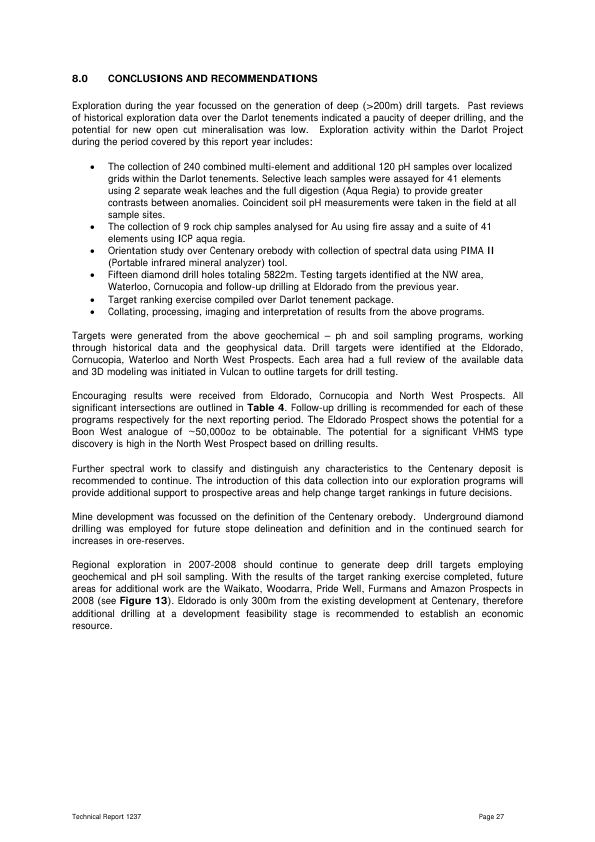 8.0 CONCLUSIONS AND RECOMMENDATIONS
Exploration during the year focussed on the generation of deep (>200m) drill targets. Past reviews
of historical exploration data over the Darlot tenements indicated a paucity of deeper drilling, and the
potential for new open cut mineralisation was low. Exploration activity within the Darlot Project
during the period covered by this report year includes:
• The collection of 240 combined multi-element and additional 120 pH samples over localized
grids within the Darlot tenements. Selective leach samples were assayed for 41 elements
using 2 separate weak leaches and the full digestion (Aqua Regia) to provide greater
contrasts between anomalies. Coincident soil pH measurements were taken in the field at all
sample sites.
• The collection of 9 rock chip samples analysed for Au using fire assay and a suite of 41
elements using ICP aqua regia.
• Orientation study over Centenary orebody with collection of spectral data using PIMA II
(Portable infrared mineral analyzer) tool.
• Fifteen diamond drill holes totaling 5822m. Testing targets identified at the NW area,
Waterloo, Cornucopia and follow-up drilling at Eldorado from the previous year.
• Target ranking exercise compiled over Darlot tenement package.
• Collating, processing, imaging and interpretation of results from the above programs.
Targets were generated from the above geochemical – ph and soil sampling programs, working
through historical data and the geophysical data. Drill targets were identified at the Eldorado,
Cornucopia, Waterloo and North West Prospects. Each area had a full review of the available data
and 3D modeling was initiated in Vulcan to outline targets for drill testing.
Encouraging results were received from Eldorado, Cornucopia and North West Prospects. All
significant intersections are outlined in Table 4. Follow-up drilling is recommended for each of these
programs respectively for the next reporting period. The Eldorado Prospect shows the potential for a
Boon West analogue of ~50,000oz to be obtainable. The potential for a significant VHMS type
discovery is high in the North West Prospect based on drilling results.
Further spectral work to classify and distinguish any characteristics to the Centenary deposit is
recommended to continue. The introduction of this data collection into our exploration programs will
provide additional support to prospective areas and help change target rankings in future decisions.
Mine development was focussed on the definition of the Centenary orebody. Underground diamond
drilling was employed for future stope delineation and definition and in the continued search for
increases in ore-reserves.
Regional exploration in 2007-2008 should continue to generate deep drill targets employing
geochemical and pH soil sampling. With the results of the target ranking exercise completed, future
areas for additional work are the Waikato, Woodarra, Pride Well, Furmans and Amazon Prospects in
2008 (see Figure 13). Eldorado is only 300m from the existing development at Centenary, therefore
additional drilling at a development feasibility stage is recommended to establish an economic
resource.
Technical Report 1237 Page 27